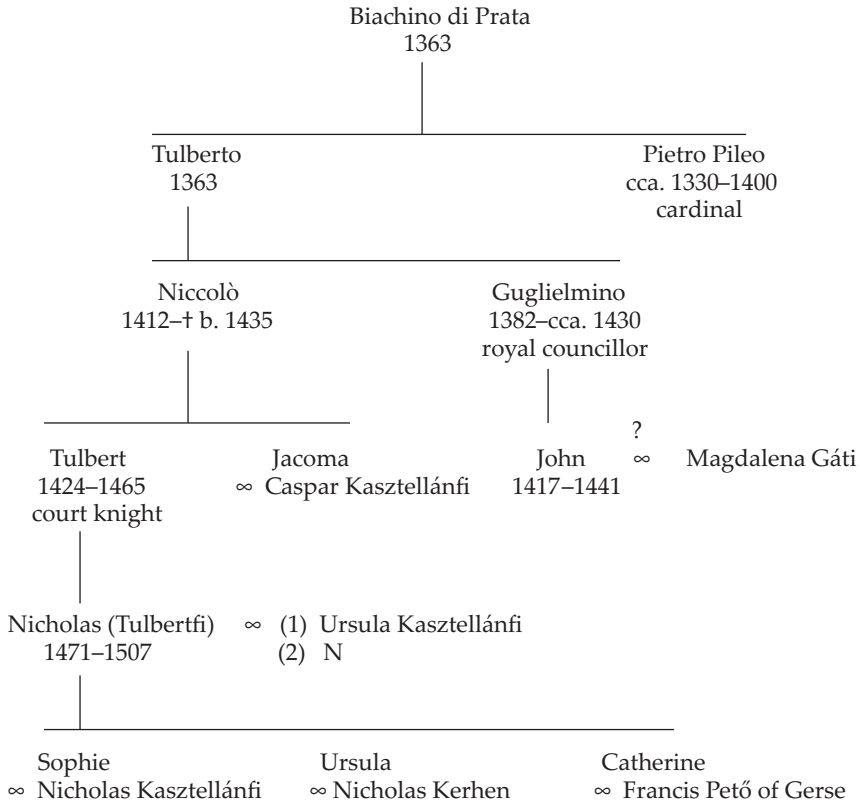 Biachino di Prata
1363
Tulberto
1363
Pietro Pileo
cca. 1330–1400
cardinal
Niccolò
1412–† b. 1435
Guglielmino
1382–cca. 1430
royal councillor
Tulbert
1424–1465
court knight
Jacoma
∞ Caspar Kasztellánfi
John
1417–1441
?
∞
Magdalena Gáti
Nicholas (Tulbertfi)
1471–1507
∞ (1) Ursula Kasztellánfi
(2) N
Sophie
∞ Nicholas Kasztellánfi
Ursula
∞ Nicholas Kerhen
Catherine
∞ Francis Pető of Gerse